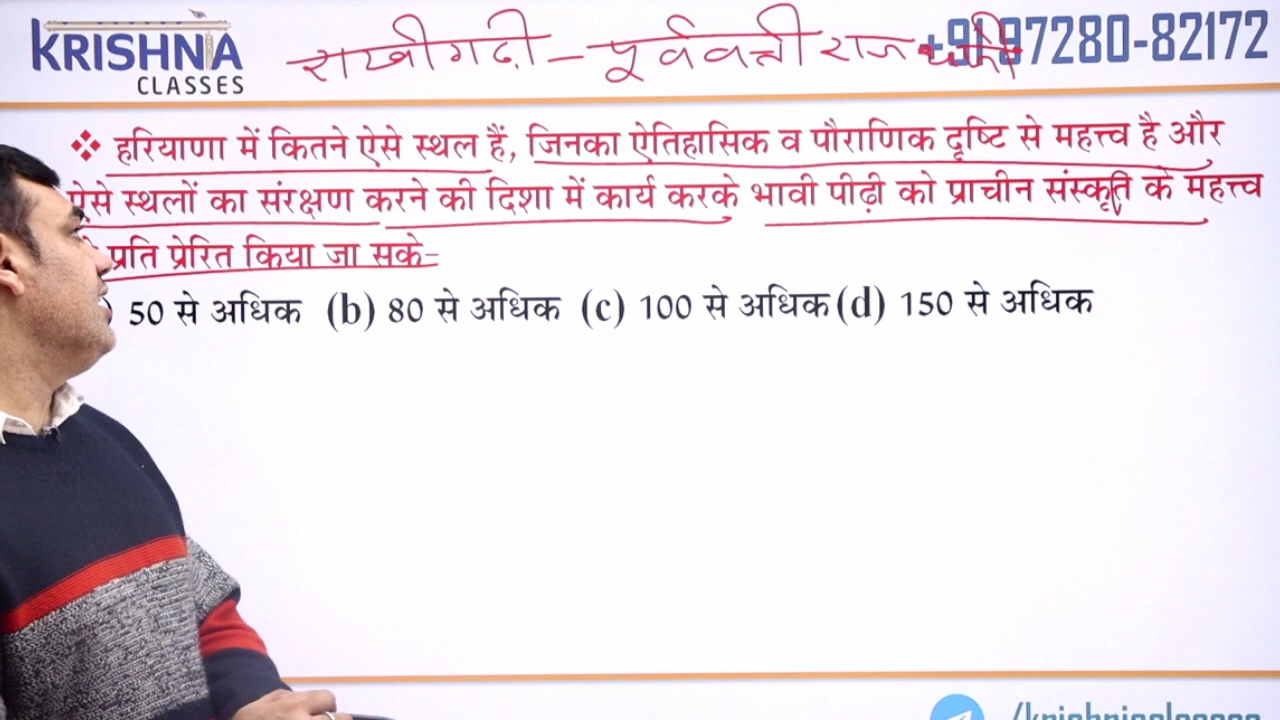 KRISHNA
CLASSES
राखीगढ़ी – पूर्ववर्ती राज
+91 97280-82172
❖ हरियाणा में कितने ऐसे स्थल हैं, जिनका ऐतिहासिक व पौराणिक दृष्टि से महत्त्व है और
ऐसे स्थलों का संरक्षण करने की दिशा में कार्य करके भावी पीढ़ी को प्राचीन संस्कृति के महत्त्व
प्रति प्रेरित किया जा सके–
) 50 से अधिक (b) 80 से अधिक (c) 100 से अधिक (d) 150 से अधिक
/krishnaclasses